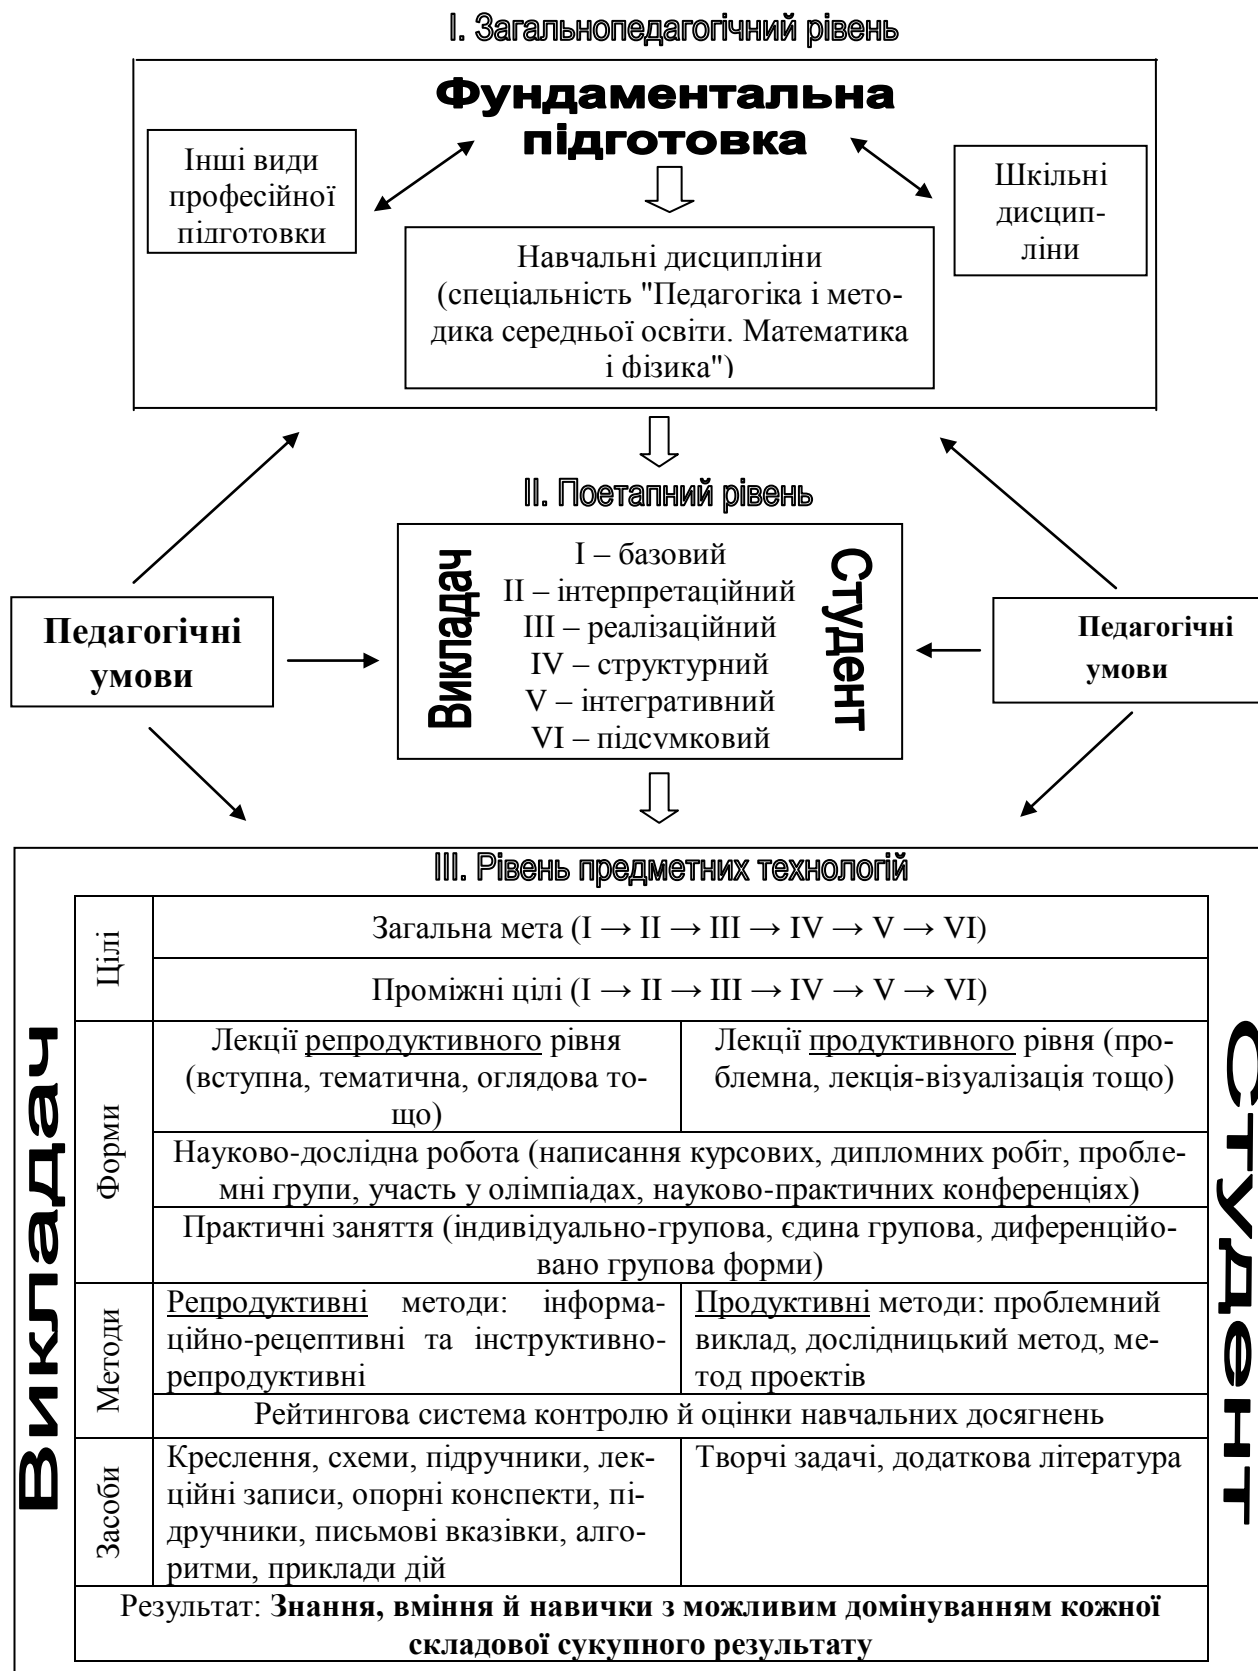 І. Загальнопедагогічний рівень
Фундаментальна
підготовка
Інші види
професійної
підготовки
Шкільні
дисцип-
ліни
Навчальні дисципліни
(спеціальність "Педагогіка і мето-
дика середньої освіти. Математика
і фізика")
ІІ. Поетапний рівень
Викладач
І – базовий
ІІ – інтерпретаційний
ІІІ – реалізаційний
IV – структурний
V – інтегративний
VI – підсумковий
Студент
Педагогічні
умови
Педагогічні
умови
ІІІ. Рівень предметних технологій
Викладач
Студент
Цілі
Загальна мета (І → ІІ → ІІІ → IV → V → VI)
Проміжні цілі (І → ІІ → ІІІ → IV → V → VI)
Форми
Лекції репродуктивного рівня
(вступна, тематична, оглядова то-
що)
Лекції продуктивного рівня (про-
блемна, лекція-візуалізація тощо)
Науково-дослідна робота (написання курсових, дипломних робіт, пробле-
мні групи, участь у олімпіадах, науково-практичних конференціях)
Практичні заняття (індивідуально-групова, єдина групова, диференційо-
вано групова форми)
Методи
Репродуктивні методи: інформа-
ційно-рецептивні та інструктивно-
репродуктивні
Продуктивні методи: проблемний
виклад, дослідницький метод, ме-
тод проектів
Рейтингова система контролю й оцінки навчальних досягнень
Засоби
Креслення, схеми, підручники, лек-
ційні записи, опорні конспекти, пі-
дручники, письмові вказівки, алго-
ритми, приклади дій
Творчі задачі, додаткова література
Результат: Знання, вміння й навички з можливим домінуванням кожної
складової сукупного результату